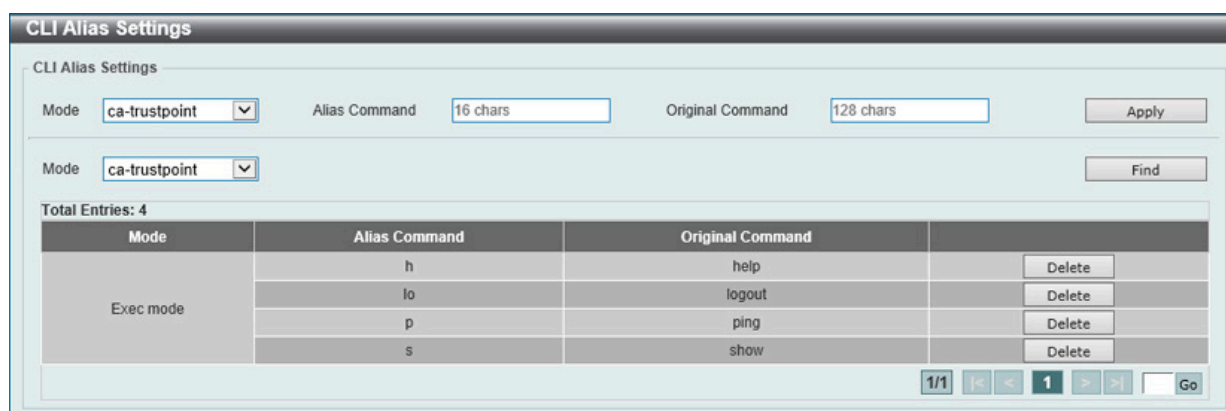 CLI Alias Settings
CLI Alias Settings
Mode ca-trustpoint Alias Command 16 chars Original Command 128 chars Apply
Mode ca-trustpoint Find
Total Entries: 4
Mode Alias Command Original Command
Exec mode
h help Delete
lo logout Delete
p ping Delete
s show Delete
1/1 |< < 1 > >| Go